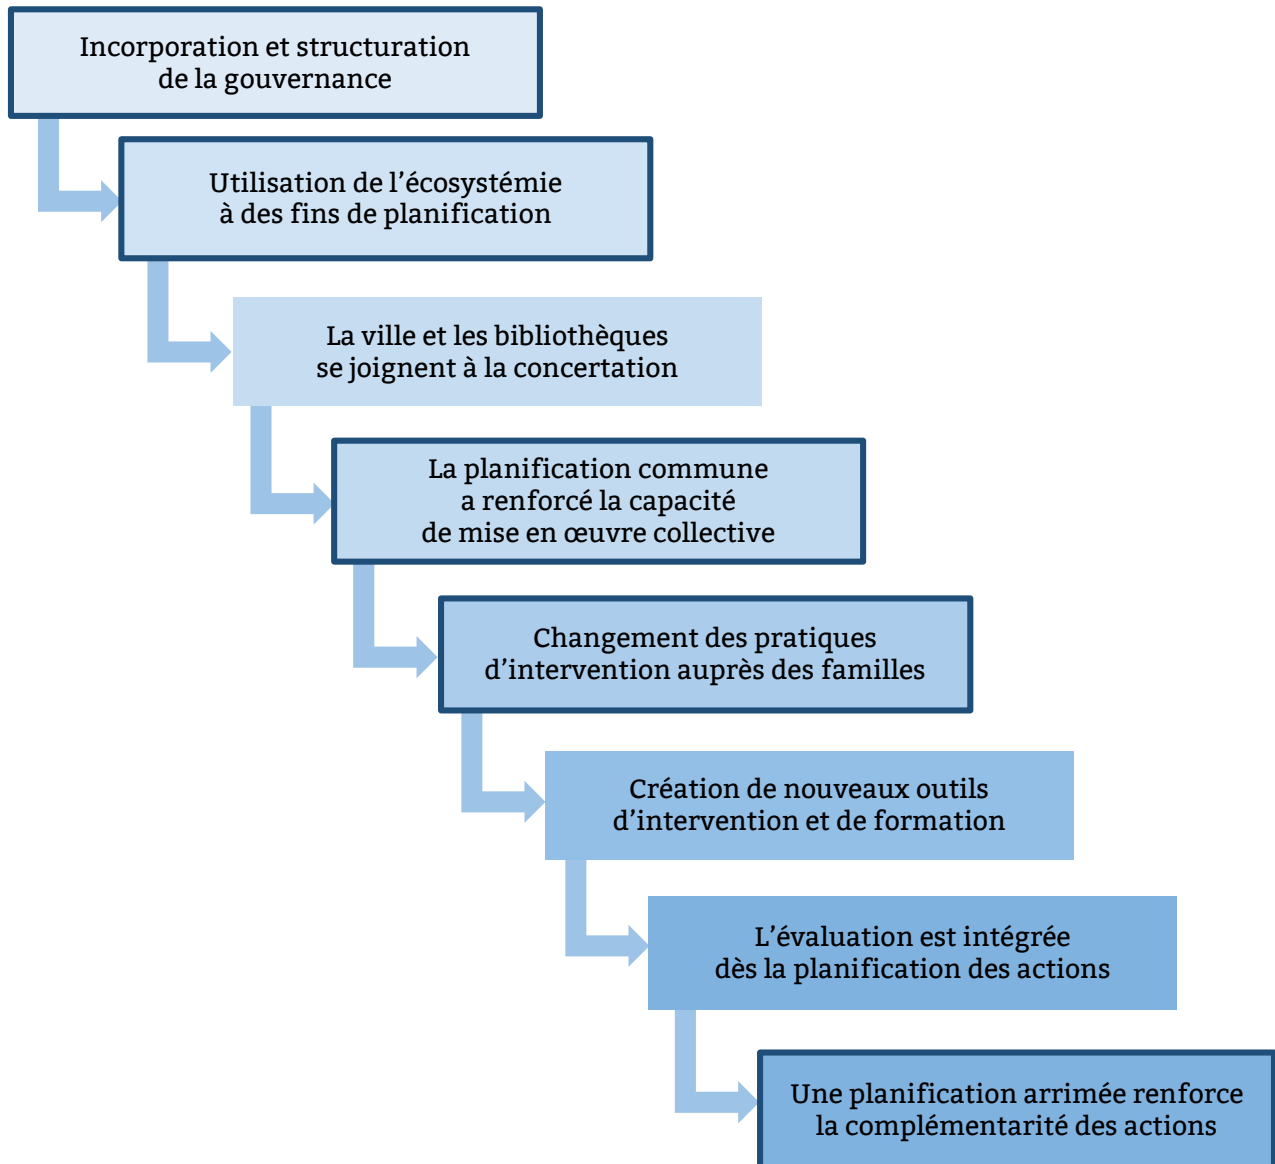 Incorporation et structuration
de la gouvernance
Utilisation de l’écosystémie
à des fins de planification
La ville et les bibliothèques
se joignent à la concertation
La planification commune
a renforcé la capacité
de mise en œuvre collective
Changement des pratiques
d’intervention auprès des familles
Création de nouveaux outils
d’intervention et de formation
L’évaluation est intégrée
dès la planification des actions
Une planification arrimée renforce
la complémentarité des actions